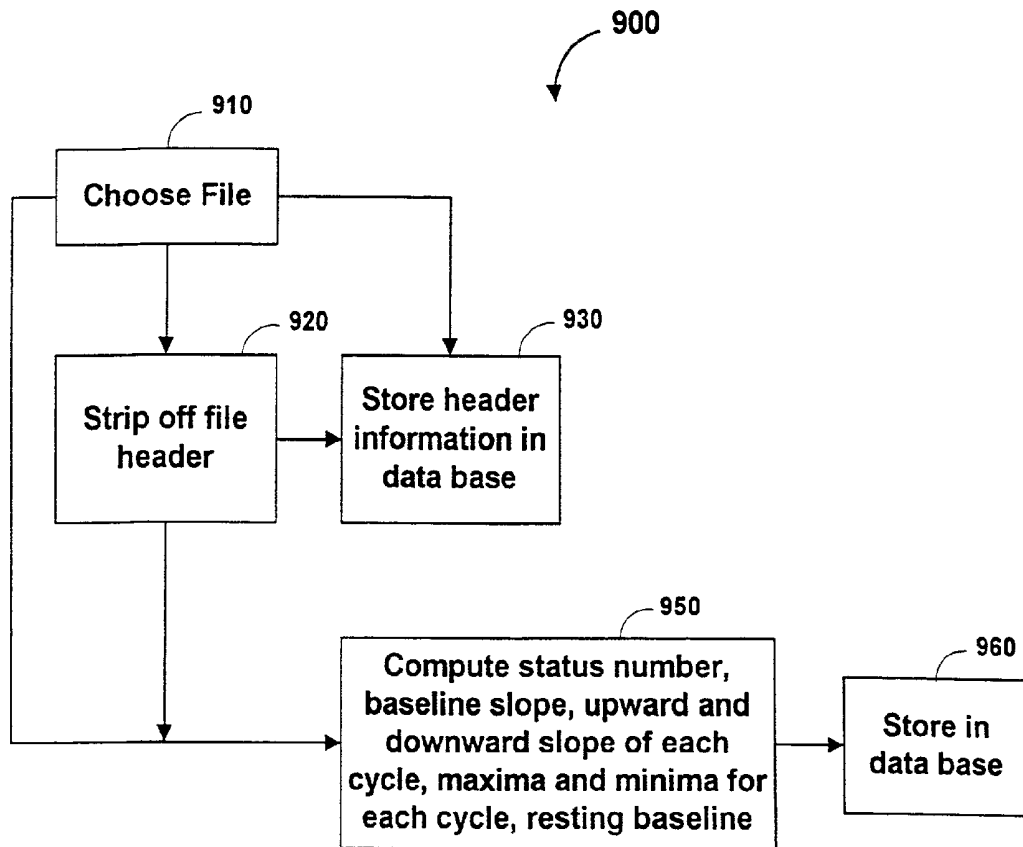 900
910
Choose File
920
930
Strip off file
header
Store header
information in
data base
950
960
Compute status number,
baseline slope, upward and
downward slope of each
cycle, maxima and minima for
each cycle, resting baseline
Store in
data base